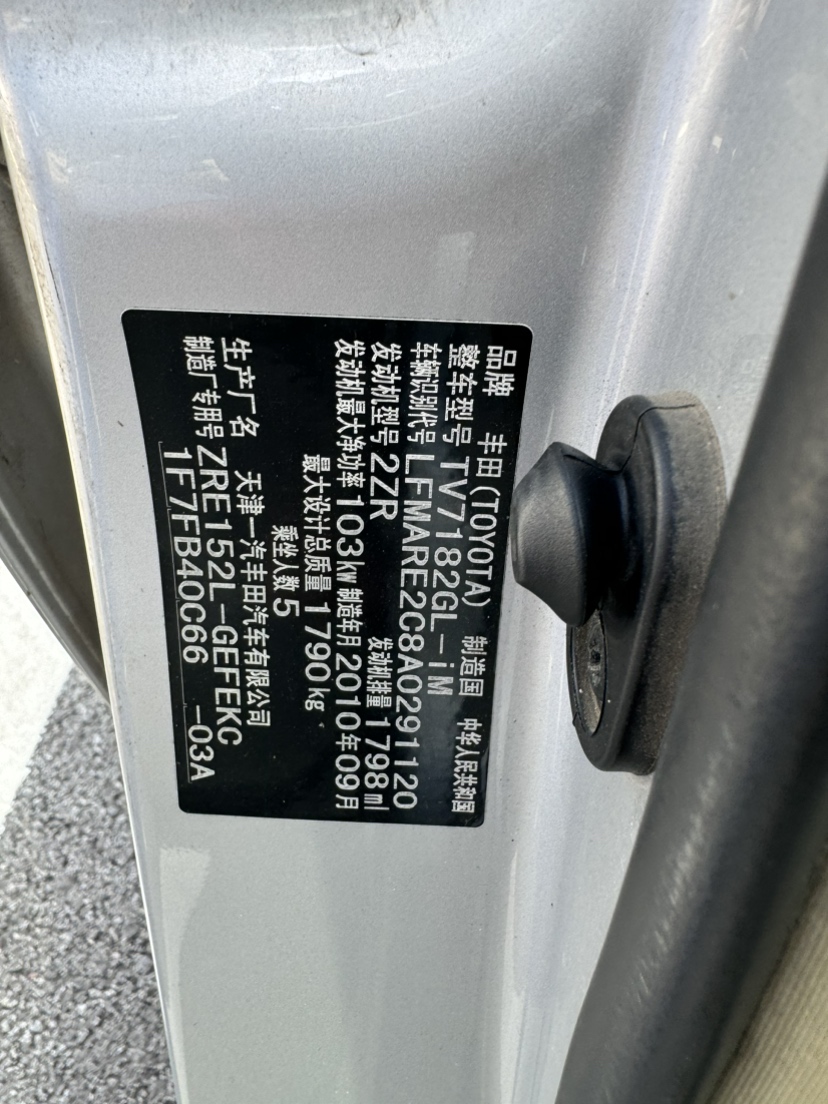 品牌 丰田(TOYOTA) 制造国 中华人民共和国
整车型号 TV7182GL-iM
车辆识别代号 LFMARE2C8A0291120
发动机型号 2ZR 发动机排量 1798ml
发动机最大净功率 103kw 制造年月 2010年09月
最大设计总质量 1790kg
乘坐人数 5
生产厂名 天津一汽丰田汽车有限公司
制造厂专用号 ZRE152L-GEFEKC
1F7FB40C66 -03A